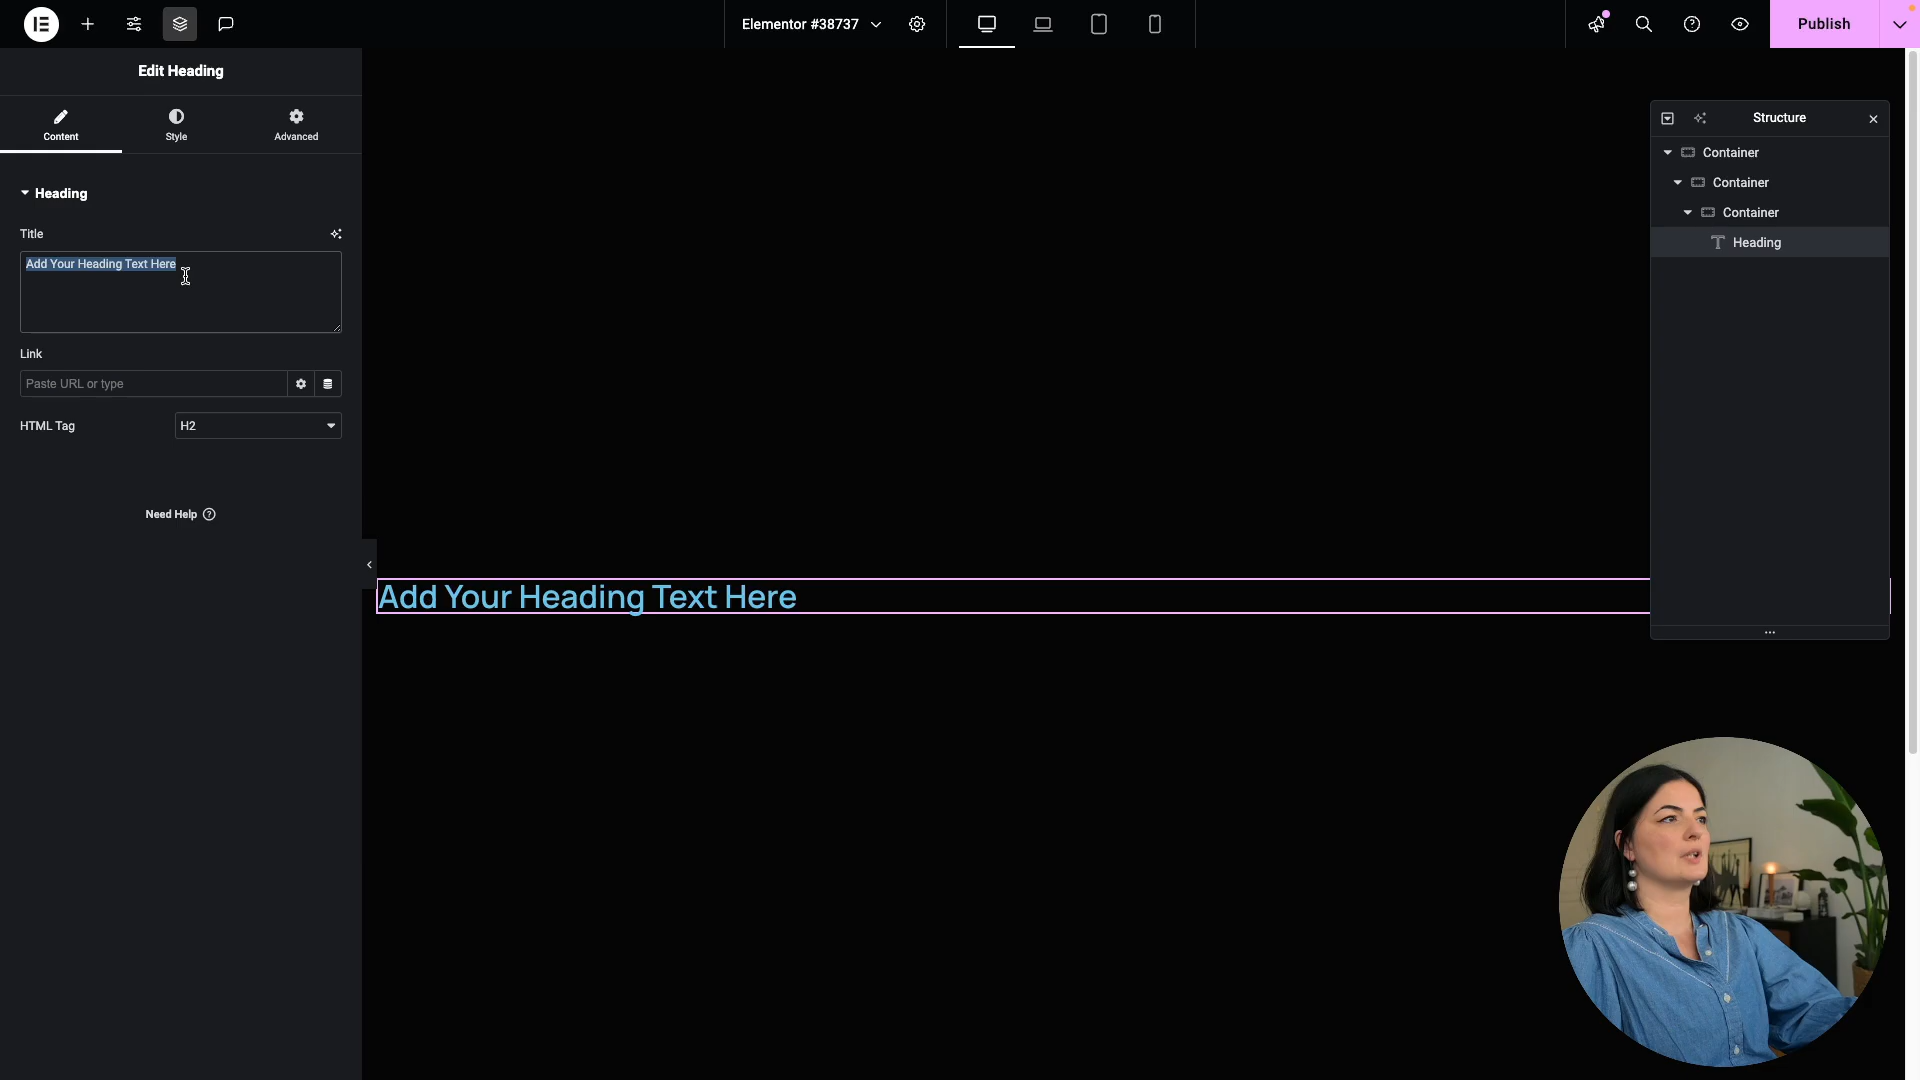 Elementor #38737
Publish
Edit Heading
Content
Style
Advanced
Heading
Title
Add Your Heading Text Here
Link
Paste URL or type
HTML Tag
H2
Need Help
Add Your Heading Text Here
Structure
Container
Container
Container
Heading